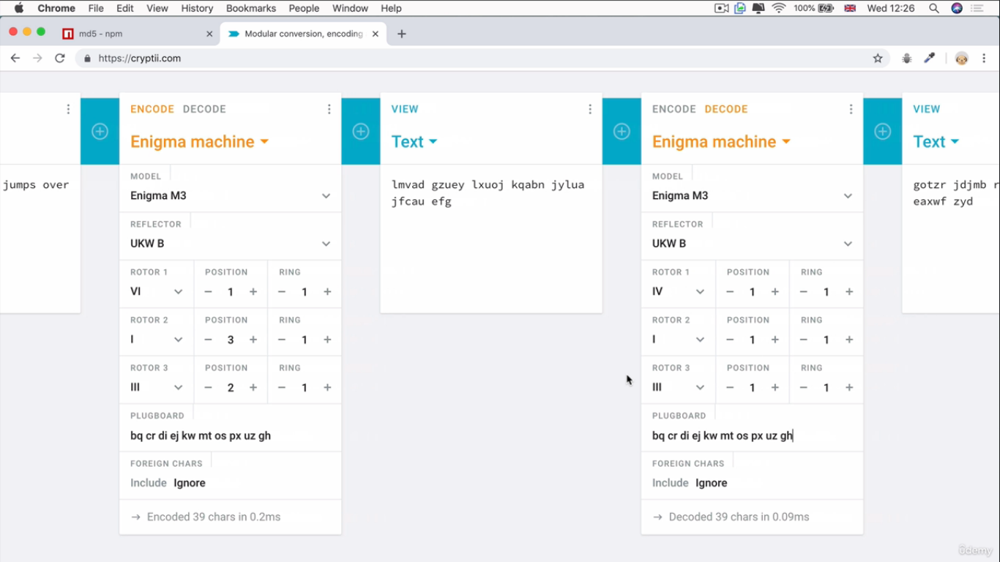 Chrome File Edit View History Bookmarks People Window Help 100% Wed 12:26
md5 - npm Modular conversion, encoding
https://cryptii.com
ENCODE DECODE VIEW ENCODE DECODE VIEW
Enigma machine Text Enigma machine Text
jumps over
MODEL
Enigma M3
REFLECTOR
UKW B
ROTOR 1 POSITION RING
VI 1 1
ROTOR 2 POSITION RING
I 3 1
ROTOR 3 POSITION RING
III 2 1
PLUGBOARD
bq cr di ej kw mt os px uz gh
FOREIGN CHARS
Include Ignore
→ Encoded 39 chars in 0.2ms
lmvad gzuey lxuoj kqabn jylua
jfcau efg
MODEL
Enigma M3
REFLECTOR
UKW B
ROTOR 1 POSITION RING
IV 1 1
ROTOR 2 POSITION RING
I 1 1
ROTOR 3 POSITION RING
III 1 1
PLUGBOARD
bq cr di ej kw mt os px uz gh
FOREIGN CHARS
Include Ignore
→ Decoded 39 chars in 0.09ms
gotzr jdjmb
eaxwf zyd
ûdemy